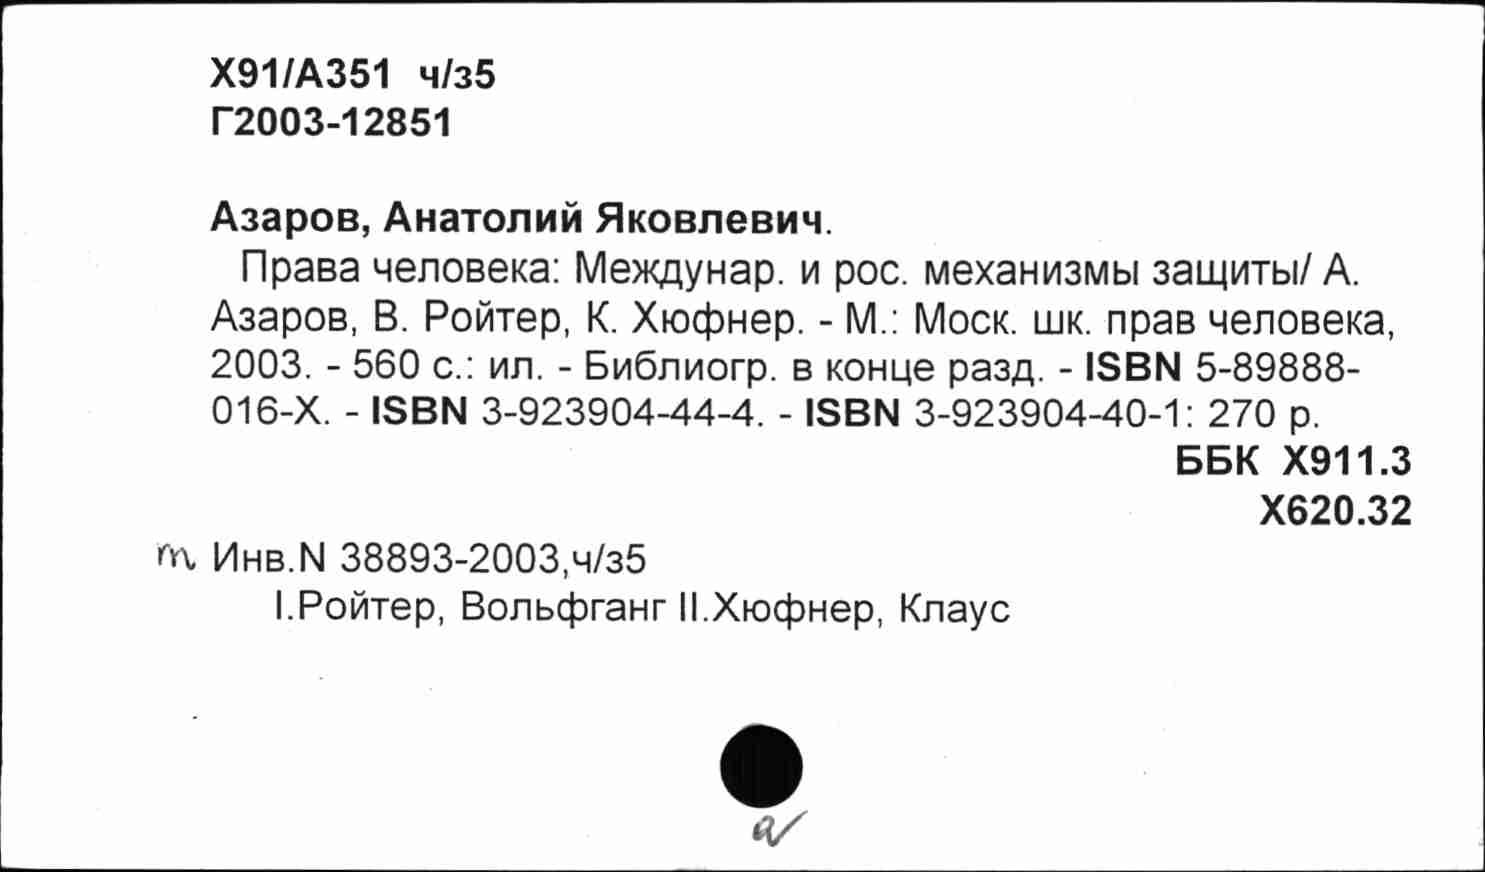 Х91/А351 ч/з5
Г2003-12851
Азаров, Анатолий Яковлевич.
Права человека: Междунар. и рос. механизмы защиты/ А.
Азаров, В. Ройтер, К. Хюфнер. - М.: Моск. шк. прав человека,
2003. - 560 с.: ил. - Библиогр. в конце разд. - ISBN 5-89888-
016-X. - ISBN 3-923904-44-4. - ISBN 3-923904-40-1: 270 р.
ББК Х911.3
Х620.32
Инв.N 38893-2003,ч/з5
I.Ройтер, Вольфганг II.Хюфнер, Клаус